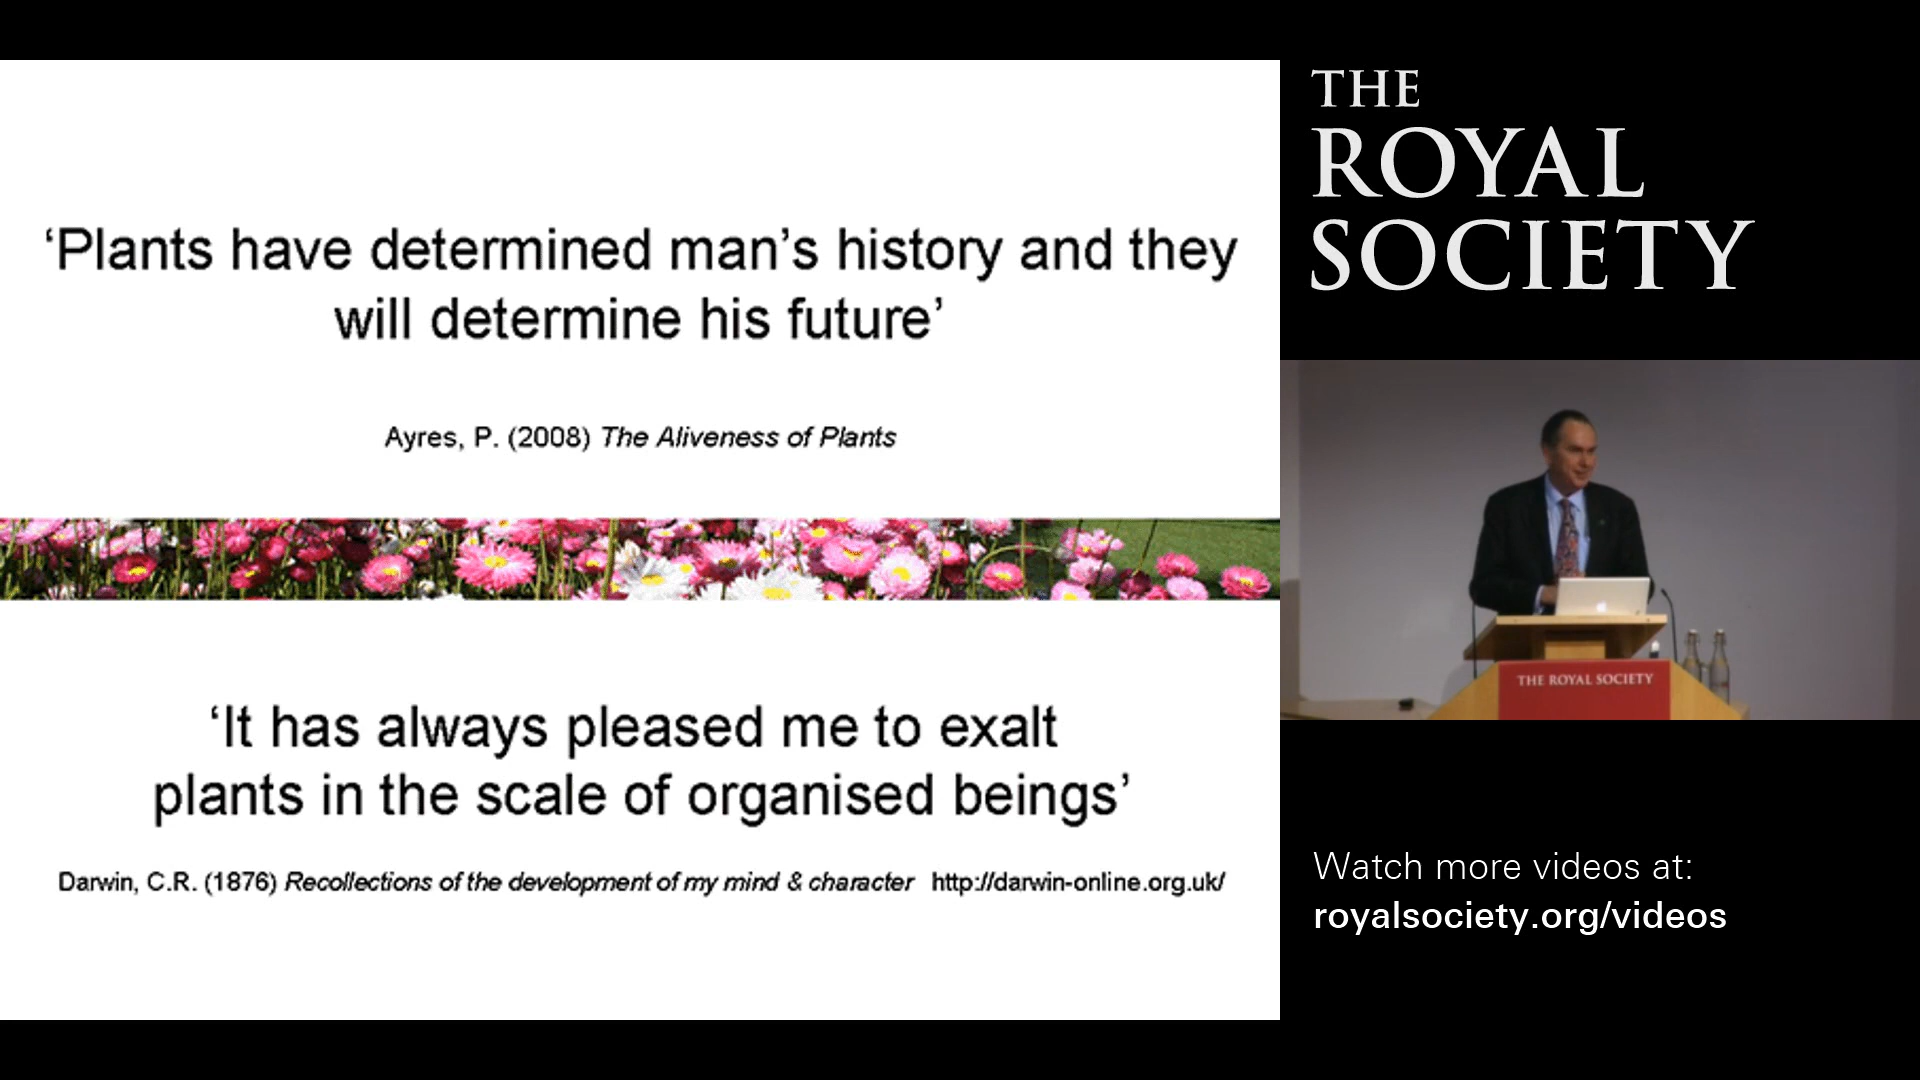 ‘Plants have determined man’s history and they
will determine his future’
Ayres, P. (2008) The Aliveness of Plants
‘It has always pleased me to exalt
plants in the scale of organised beings’
Darwin, C.R. (1876) Recollections of the development of my mind & character http://darwin-online.org.uk/
THE
ROYAL
SOCIETY
THE ROYAL SOCIETY
Watch more videos at:
royalsociety.org/videos